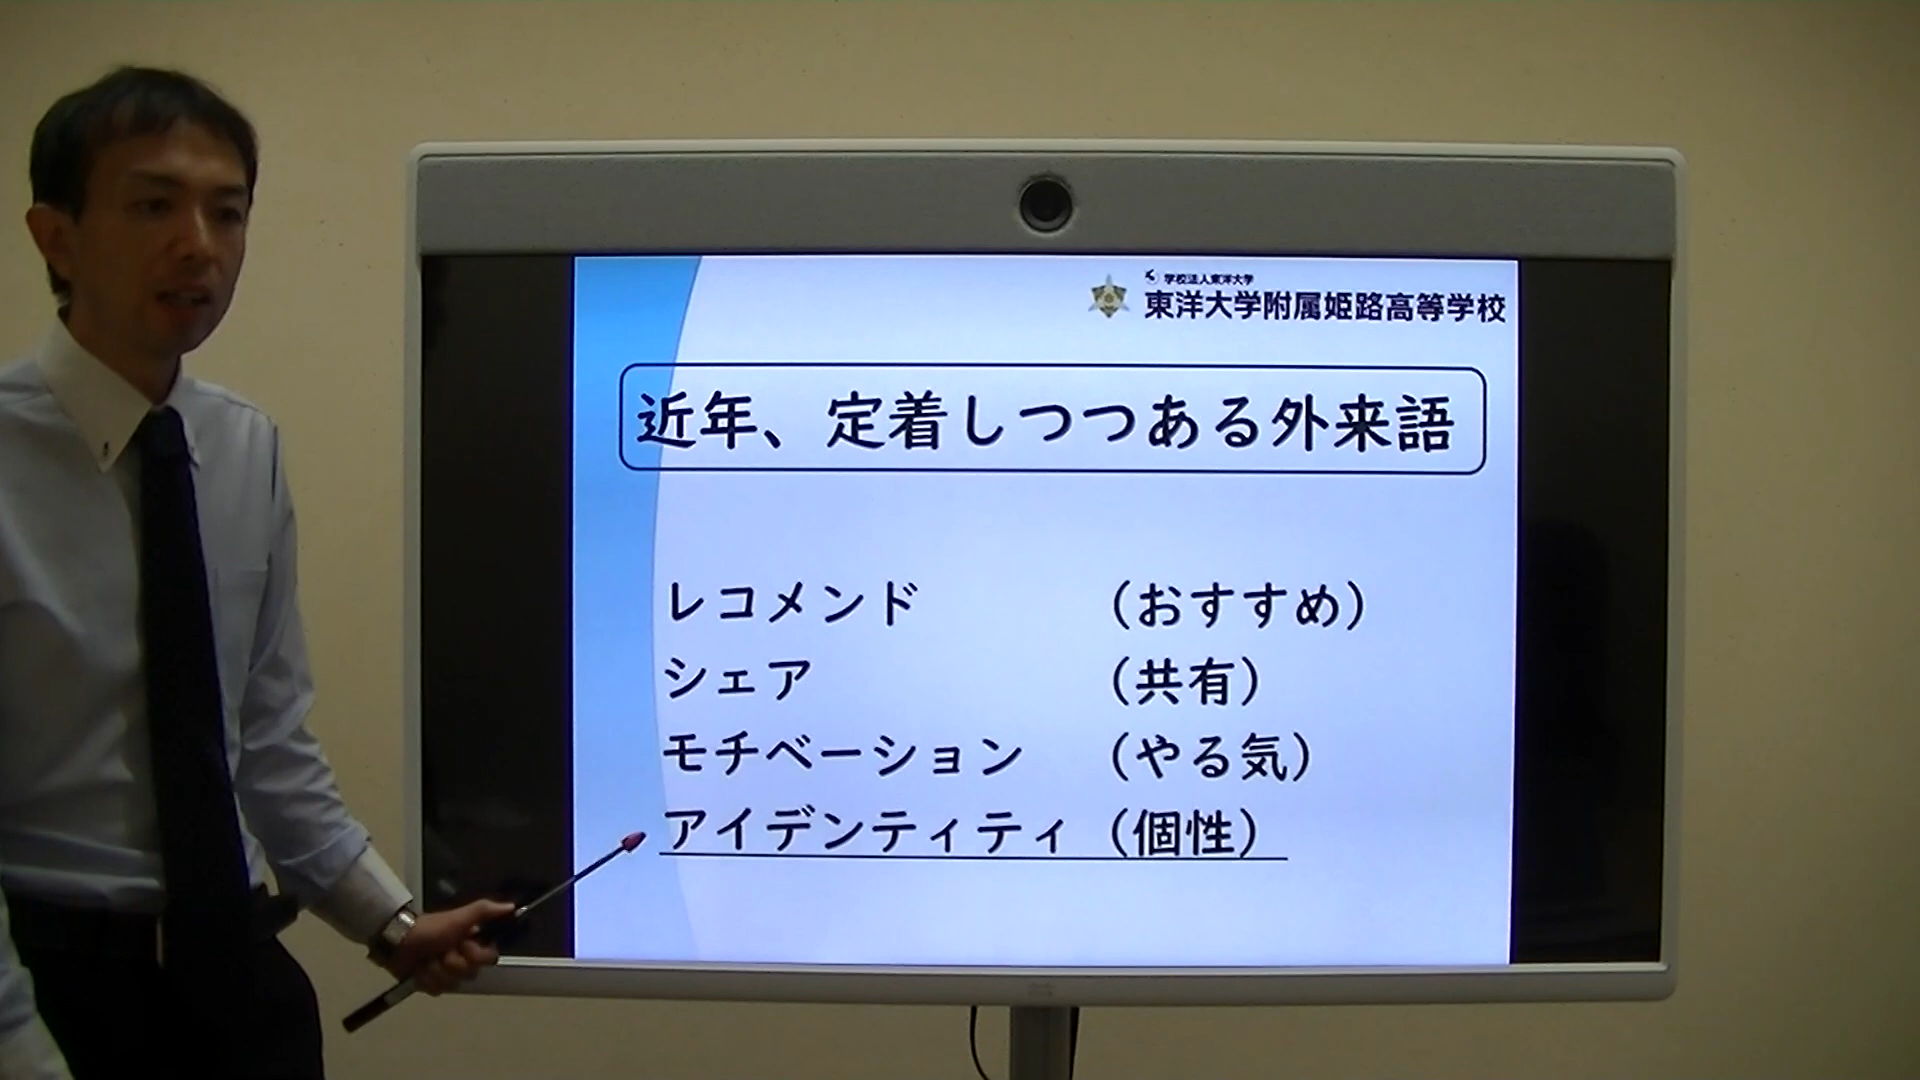 学校法人東洋大学
東洋大学附属姫路高等学校
近年、定着しつつある外来語
レコメンド （おすすめ）
シェア （共有）
モチベーション （やる気）
アイデンティティ （個性）